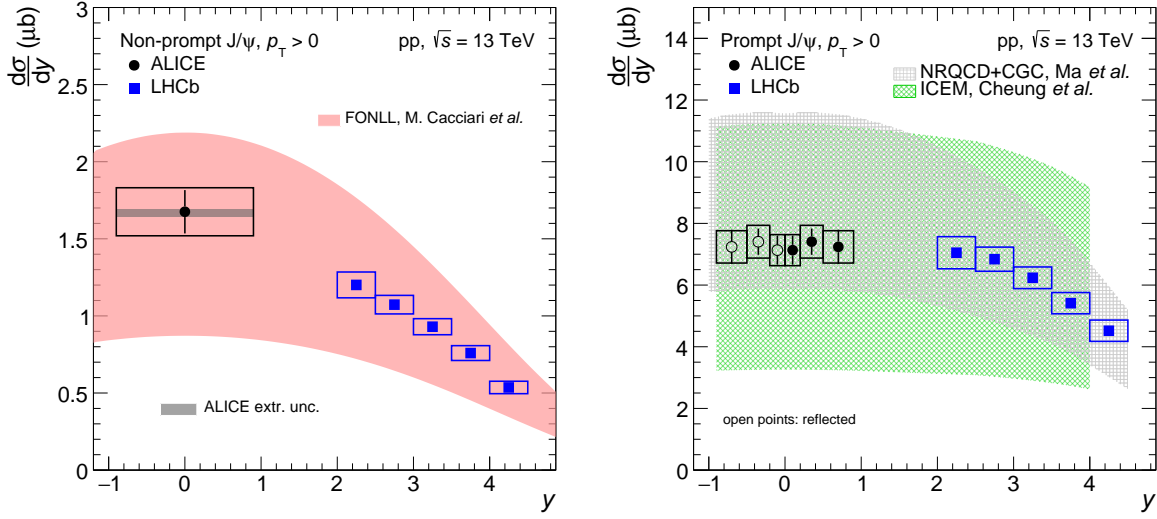 dσ/dy (μb)
3
2.5
2
1.5
1
0.5
0
−1 0 1 2 3 4
y
Non-prompt J/ψ, pT > 0
pp, √s = 13 TeV
ALICE
LHCb
FONLL, M. Cacciari et al.
ALICE extr. unc.
dσ/dy (μb)
14
12
10
8
6
4
2
0
−1 0 1 2 3 4 5
y
Prompt J/ψ, pT > 0
pp, √s = 13 TeV
ALICE
LHCb
NRQCD+CGC, Ma et al.
ICEM, Cheung et al.
open points: reflected